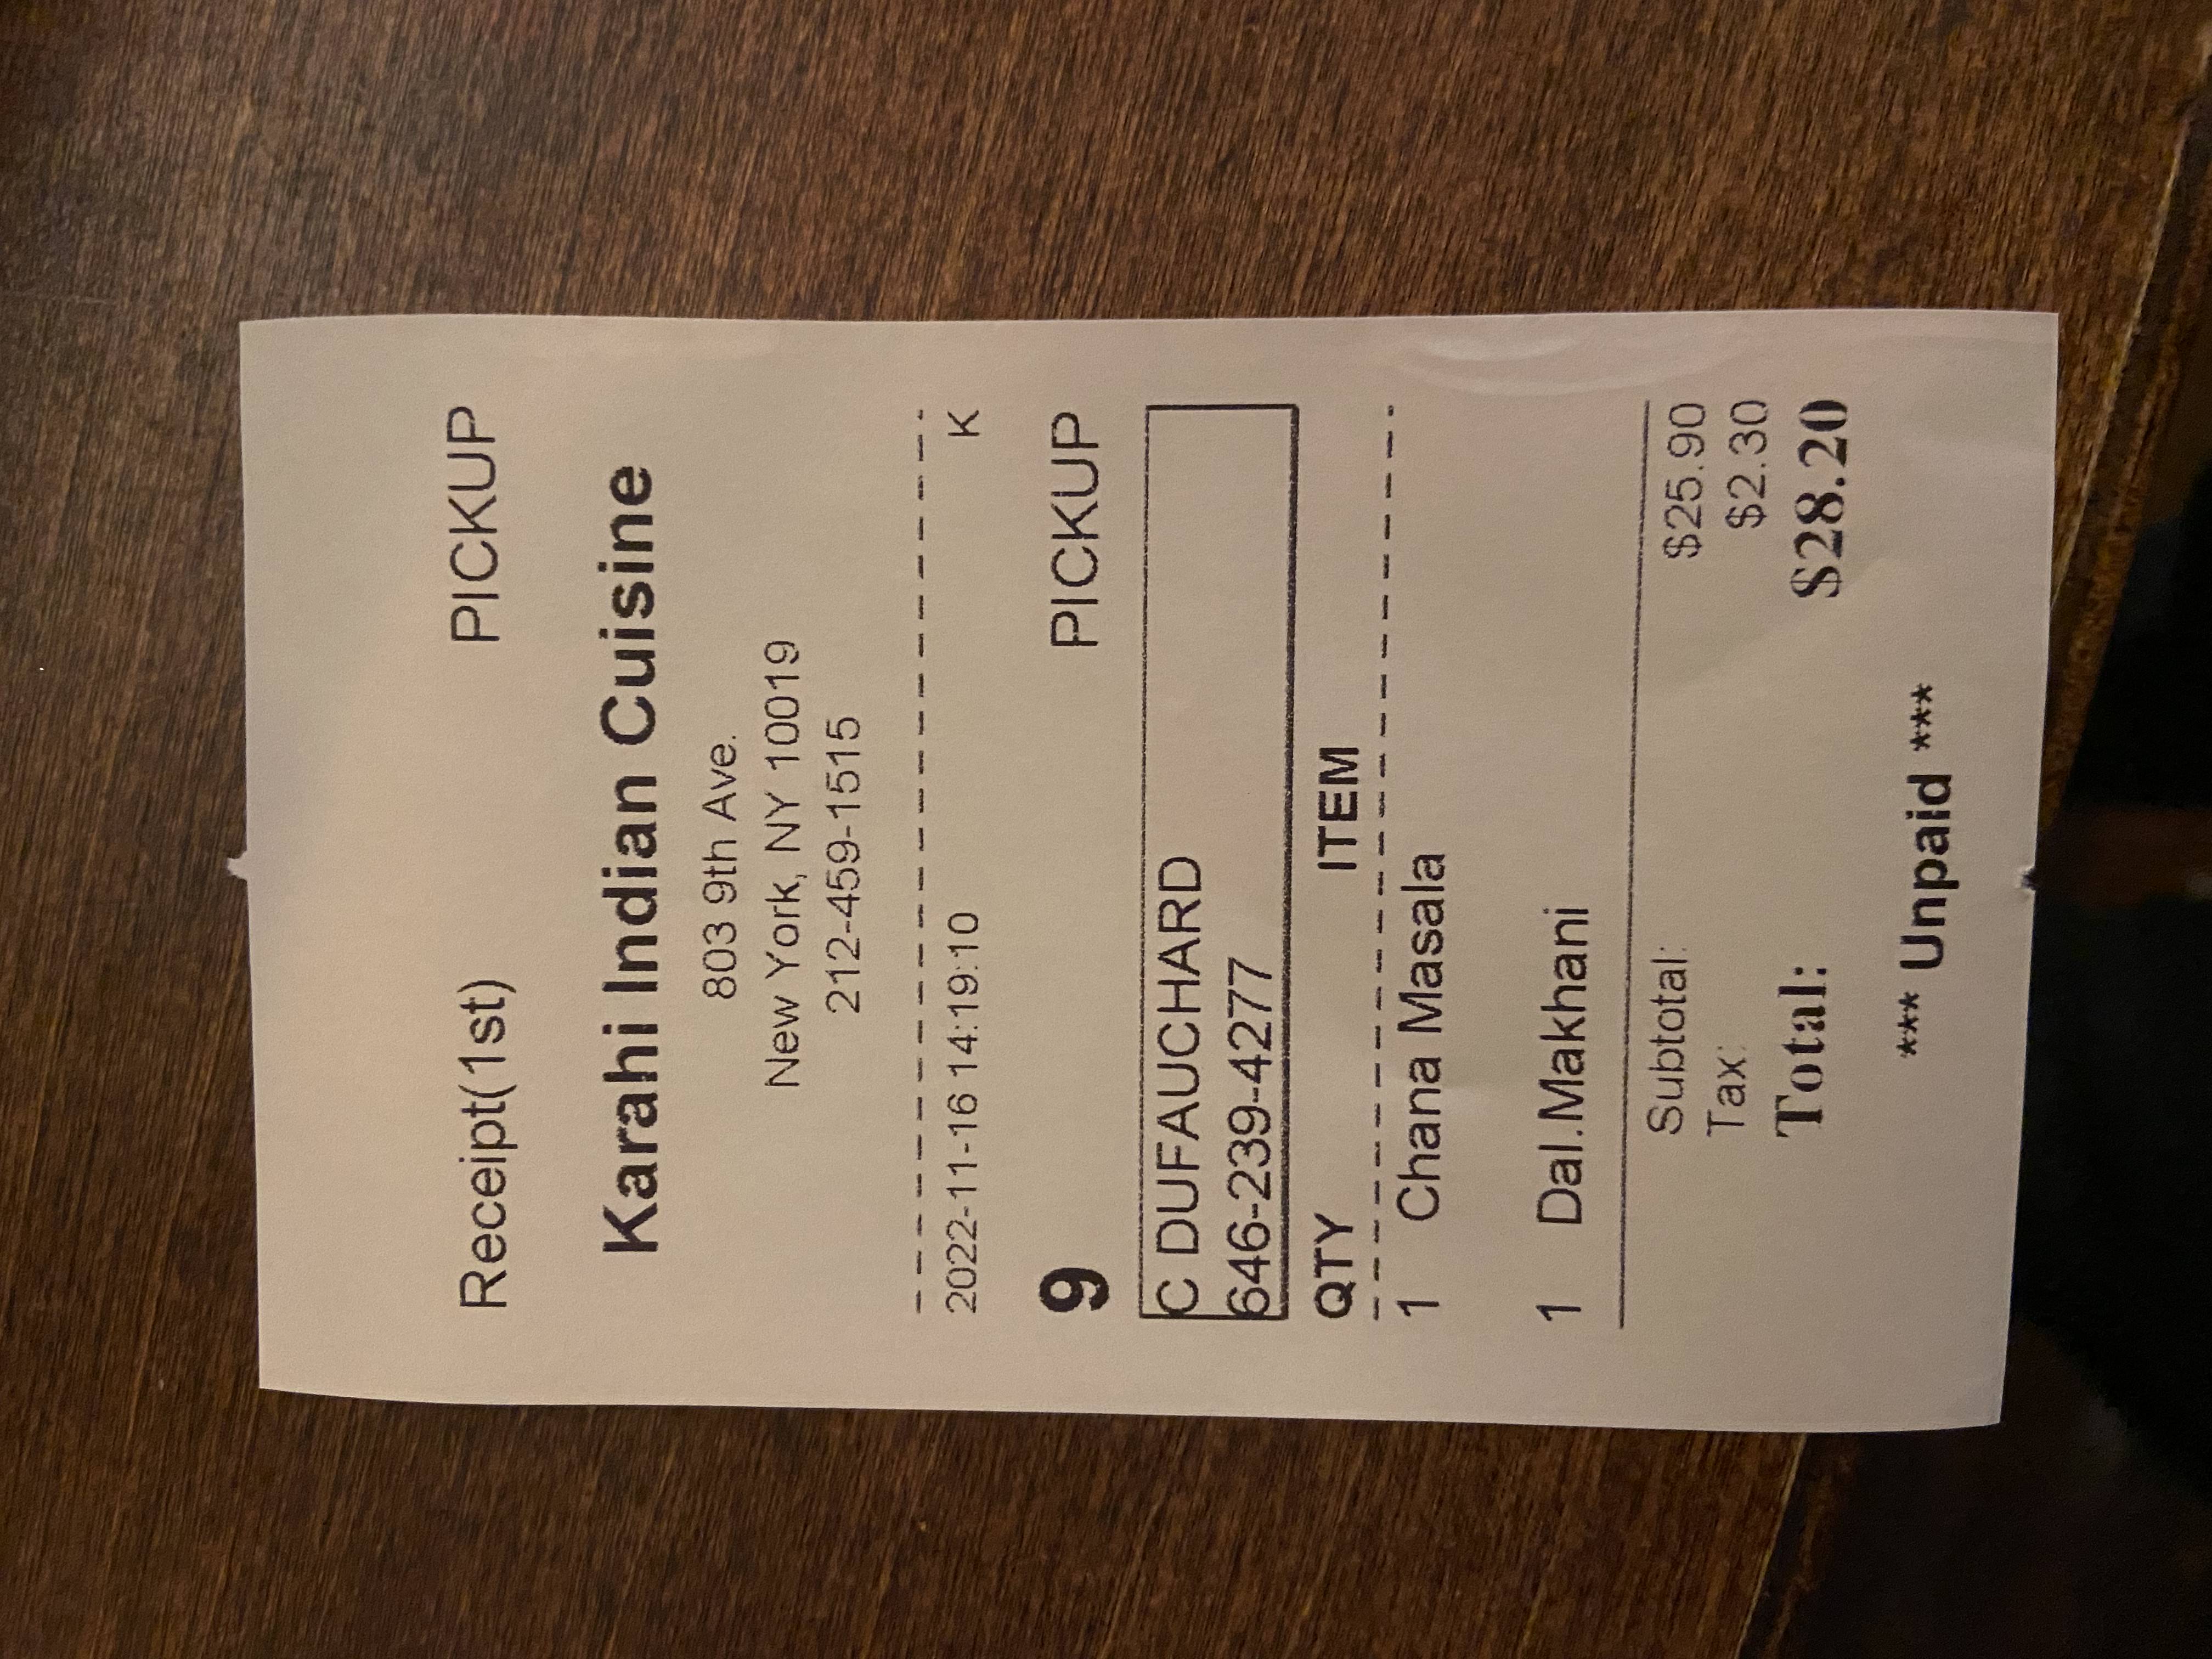 Receipt(1st) PICKUP
Karahi Indian Cuisine
803 9th Ave.
New York, NY 10019
212-459-1515
2022-11-16 14:19:10 K
9 PICKUP
C DUFAUCHARD
646-239-4277
QTY ITEM
1 Chana Masala
1 Dal.Makhani
Subtotal: $25.90
Tax: $2.30
Total: $28.20
*** Unpaid ***